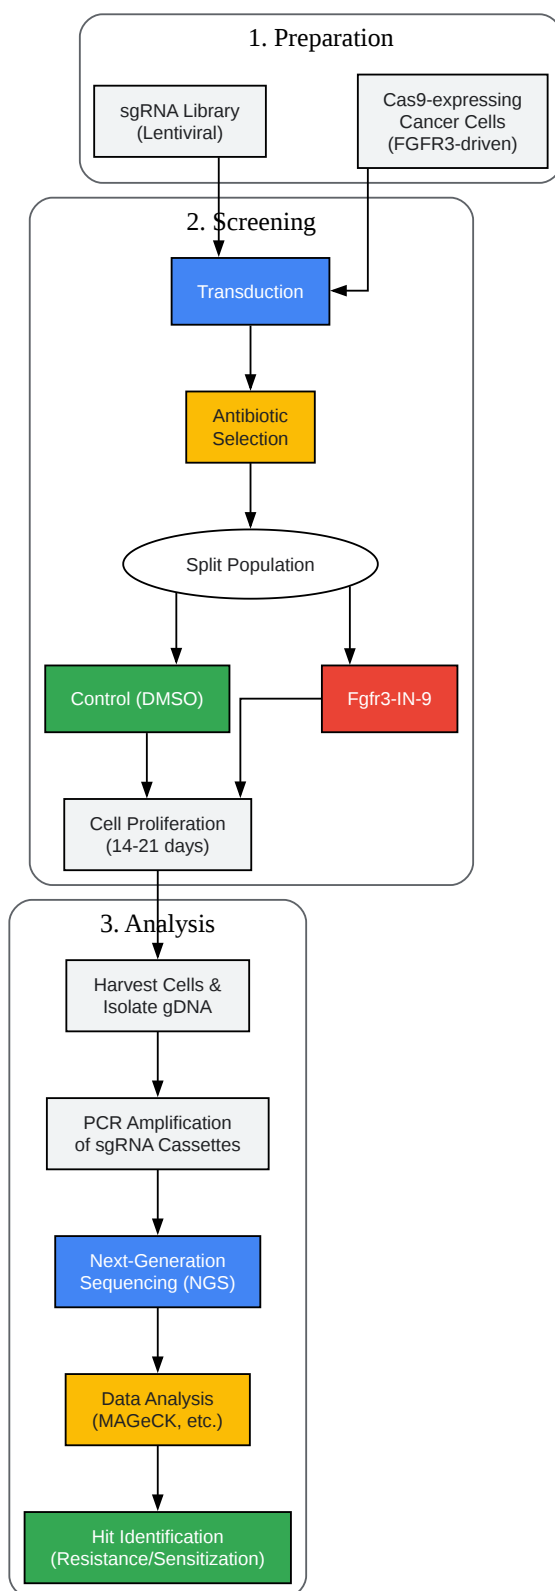 1. Preparation
sgRNA Library
(Lentiviral)
Cas9-expressing
Cancer Cells
(FGFR3-driven)
2. Screening
Transduction
Antibiotic
Selection
Split Population
Control (DMSO)
Fgfr3-IN-9
Cell Proliferation
(14-21 days)
3. Analysis
Harvest Cells &
Isolate gDNA
PCR Amplification
of sgRNA Cassettes
Next-Generation
Sequencing (NGS)
Data Analysis
(MAGeCK, etc.)
Hit Identification
(Resistance/Sensitization)